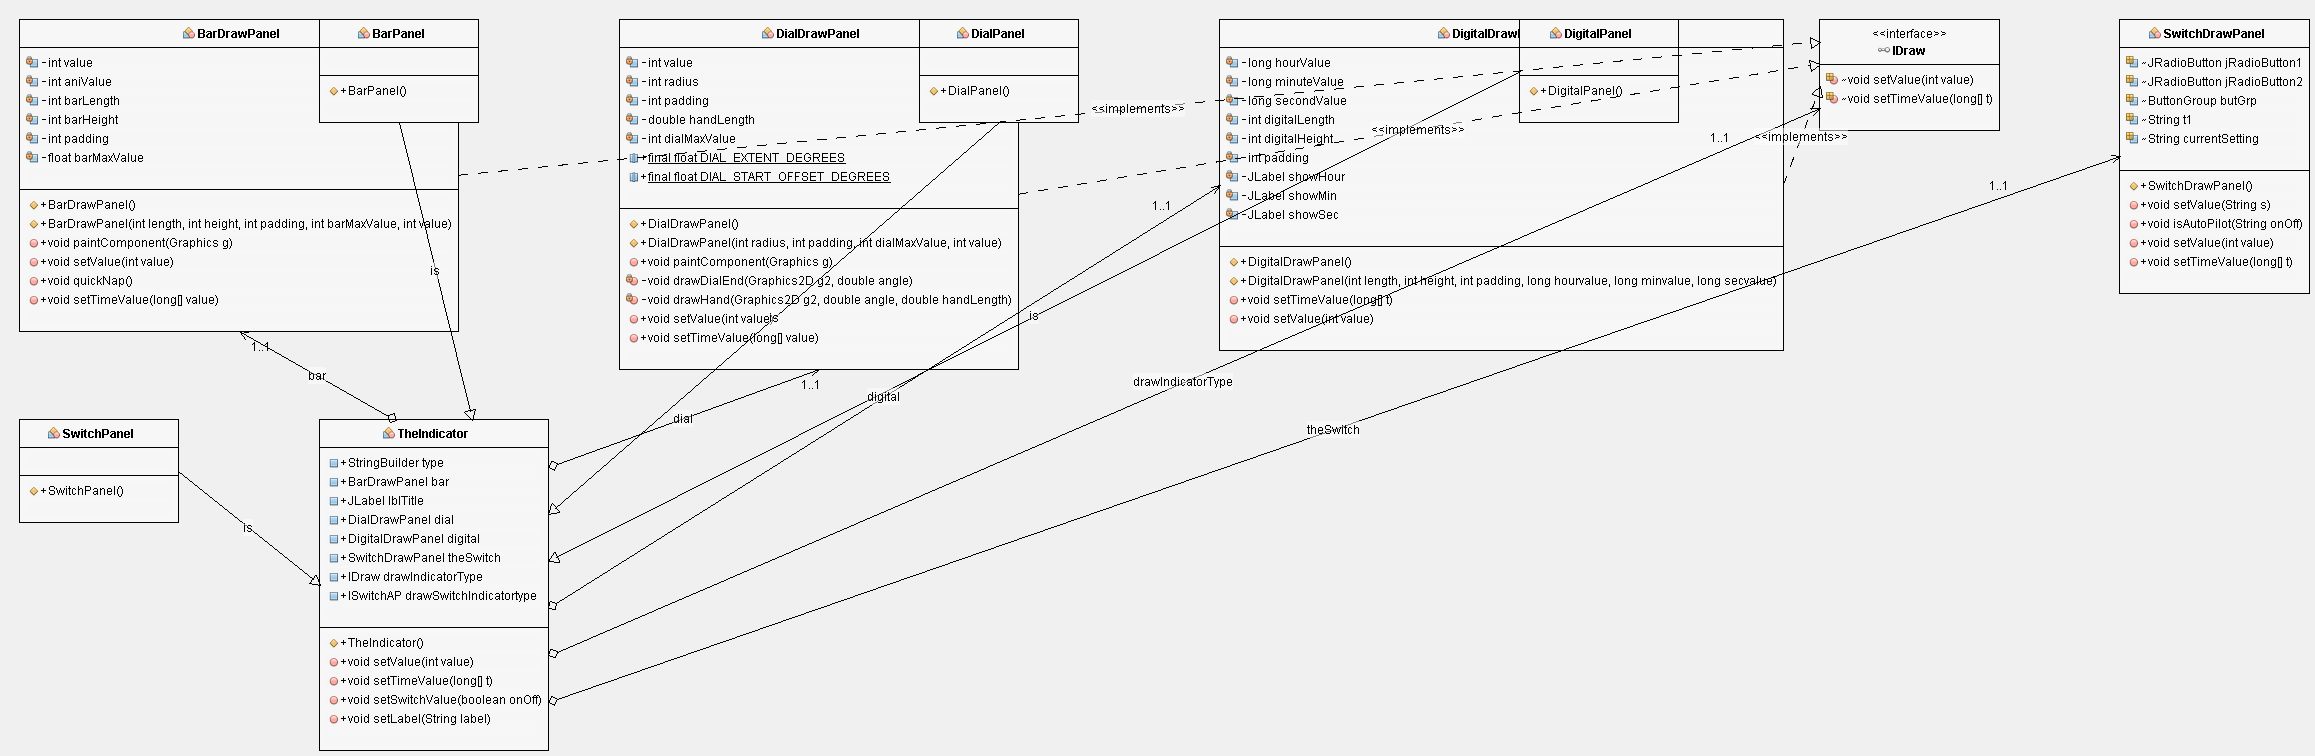 BarDrawPanel
-int value
-int aniValue
-int barLength
-int barHeight
-int padding
-float barMaxValue
+BarDrawPanel()
+BarDrawPanel(int length, int height, int padding, int barMaxValue, int value)
+void paintComponent(Graphics g)
+void setValue(int value)
+void quickNap()
+void setTimeValue(long[] value)
BarPanel
+BarPanel()
DialDrawPanel
-int value
-int radius
-int padding
-double handLength
-int dialMaxValue
+final float DIAL_EXTENT_DEGREES
+final float DIAL_START_OFFSET_DEGREES
+DialDrawPanel()
+DialDrawPanel(int radius, int padding, int dialMaxValue, int value)
+void paintComponent(Graphics g)
-void drawDialEnd(Graphics2D g2, double angle)
-void drawHand(Graphics2D g2, double angle, double handLength)
+void setValue(int value)
+void setTimeValue(long[] value)
DialPanel
+DialPanel()
DigitalDraw
-long hourValue
-long minuteValue
-long secondValue
-int digitalLength
-int digitalHeight
-int padding
-JLabel showHour
-JLabel showMin
-JLabel showSec
+DigitalDrawPanel()
+DigitalDrawPanel(int length, int height, int padding, long hourvalue, long minvalue, long secvalue)
+void setTimeValue(long[] t)
+void setValue(int value)
DigitalPanel
+DigitalPanel()
<<interface>>
IDraw
~void setValue(int value)
~void setTimeValue(long[] t)
SwitchDrawPanel
~JRadioButton jRadioButton1
~JRadioButton jRadioButton2
~ButtonGroup butGrp
~String t1
~String currentSetting
+SwitchDrawPanel()
+void setValue(String s)
+void isAutoPilot(String onOff)
+void setValue(int value)
+void setTimeValue(long[] t)
<<implements>>
<<implements>>
<<implements>>
is
is
is
is
1..1
bar
1..1
dial
1..1
digital
1..1
drawIndicatorType
1..1
theSwitch
SwitchPanel
+SwitchPanel()
TheIndicator
+StringBuilder type
+BarDrawPanel bar
+JLabel lblTitle
+DialDrawPanel dial
+DigitalDrawPanel digital
+SwitchDrawPanel theSwitch
+IDraw drawIndicatorType
+ISwitchAP drawSwitchIndicatortype
+TheIndicator()
+void setValue(int value)
+void setTimeValue(long[] t)
+void setSwitchValue(boolean onOff)
+void setLabel(String label)